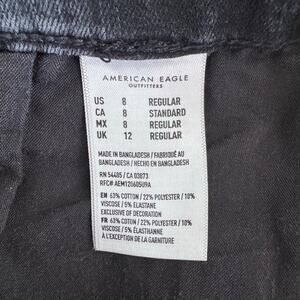 AMERICAN EAGLE
OUTFITTERS
US 8 REGULAR
CA 8 STANDARD
MX 8 REGULAR
UK 12 REGULAR
MADE IN BANGLADESH / FABRIQUÉ AU
BANGLADESH / HECHO EN BANGLADESH
RN 54485 / CA 03873
RFC# AEM120605U9A
EN 63% COTTON / 22% POLYESTER / 10%
VISCOSE / 5% ELASTANE
EXCLUSIVE OF DECORATION
FR 63% COTTON / 22% POLYESTER / 10%
VISCOSE / 5% ÉLASTHANNE
À L'EXCEPTION DE LA GARNITURE